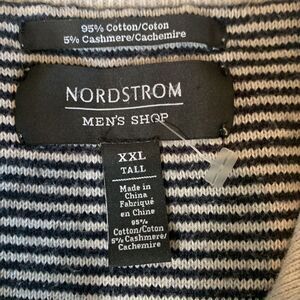 95% Cotton/Coton
5% Cashmere/Cachemire
NORDSTROM
MEN'S SHOP
XXL
TALL
Made in
China
Fabriqué
en Chine
95%
Cotton/Coton
5% Cashmere/
Cachemire